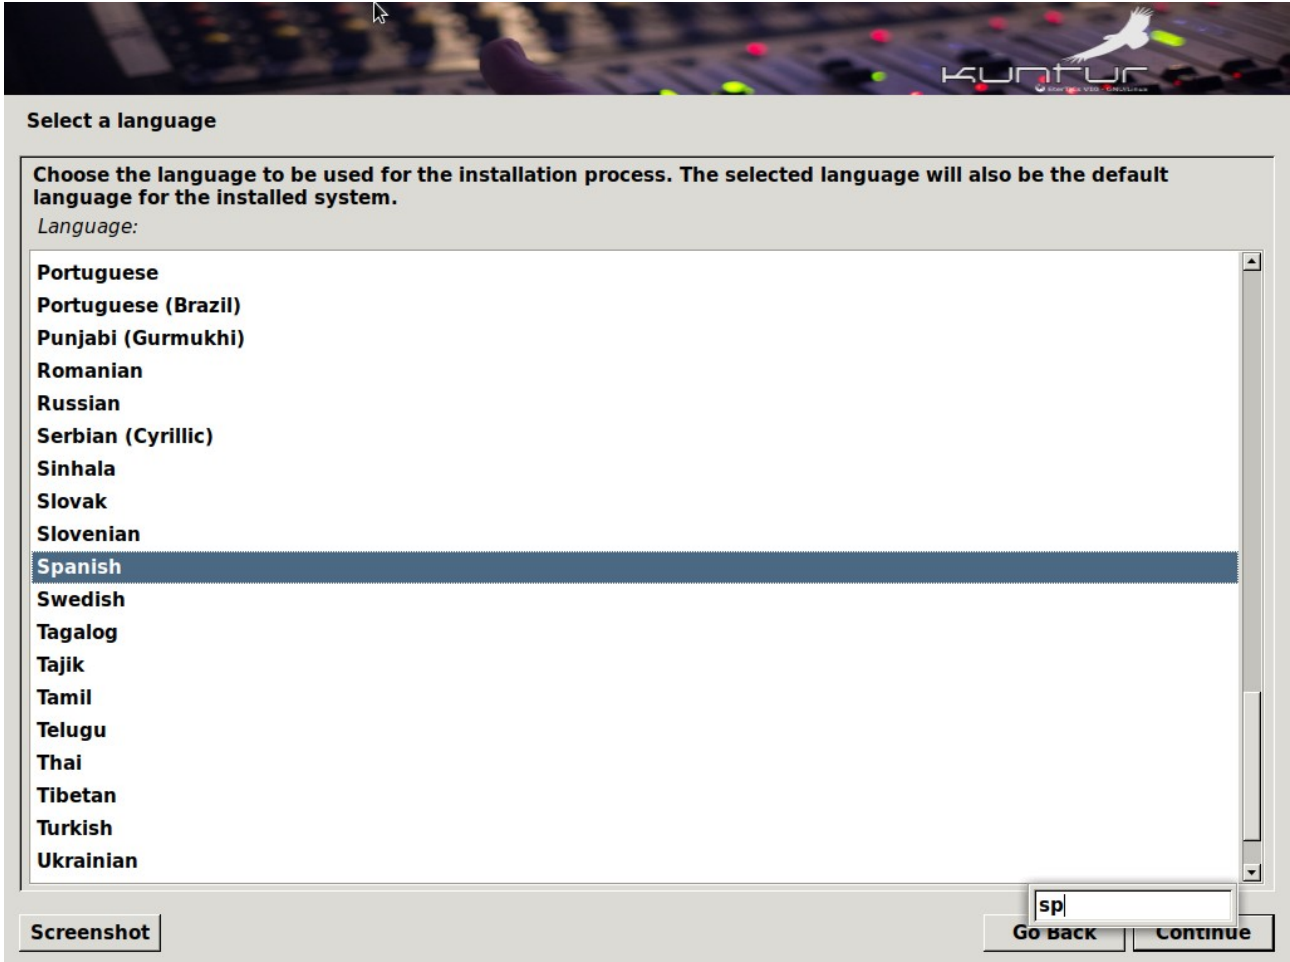 KUNTUR
Select a language
Choose the language to be used for the installation process. The selected language will also be the default
language for the installed system.
Language:
Portuguese
Portuguese (Brazil)
Punjabi (Gurmukhi)
Romanian
Russian
Serbian (Cyrillic)
Sinhala
Slovak
Slovenian
Spanish
Swedish
Tagalog
Tajik
Tamil
Telugu
Thai
Tibetan
Turkish
Ukrainian
sp
Screenshot
Go Back
Continue